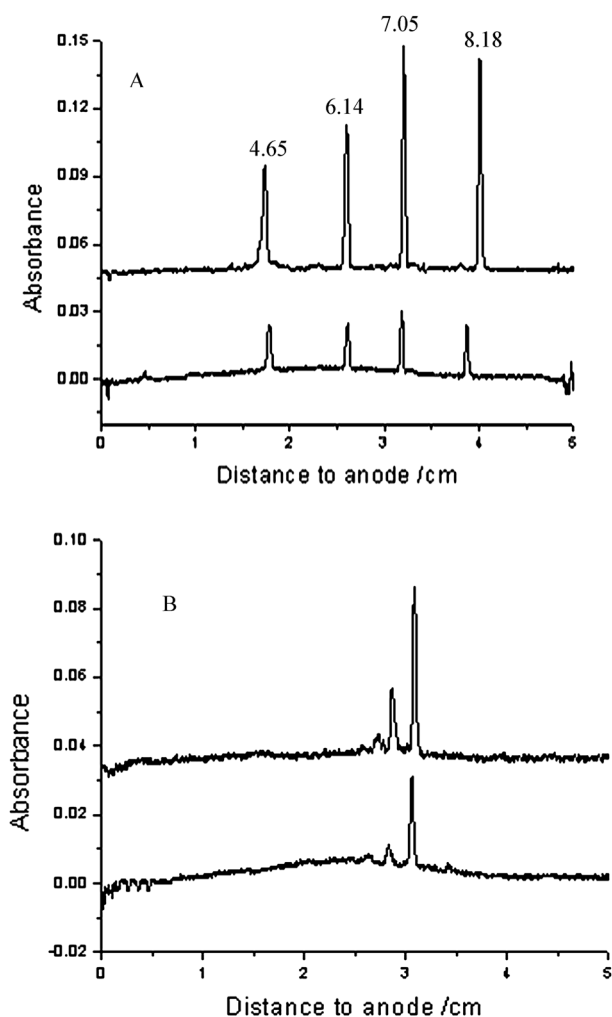 7.05
8.18
6.14
4.65
A
0.15
0.12
0.09
0.06
0.03
0.00
Absorbance
0 1 2 3 4 5
Distance to anode /cm
B
0.10
0.08
0.06
0.04
0.02
0.00
-0.02
Absorbance
0 1 2 3 4 5
Distance to anode /cm